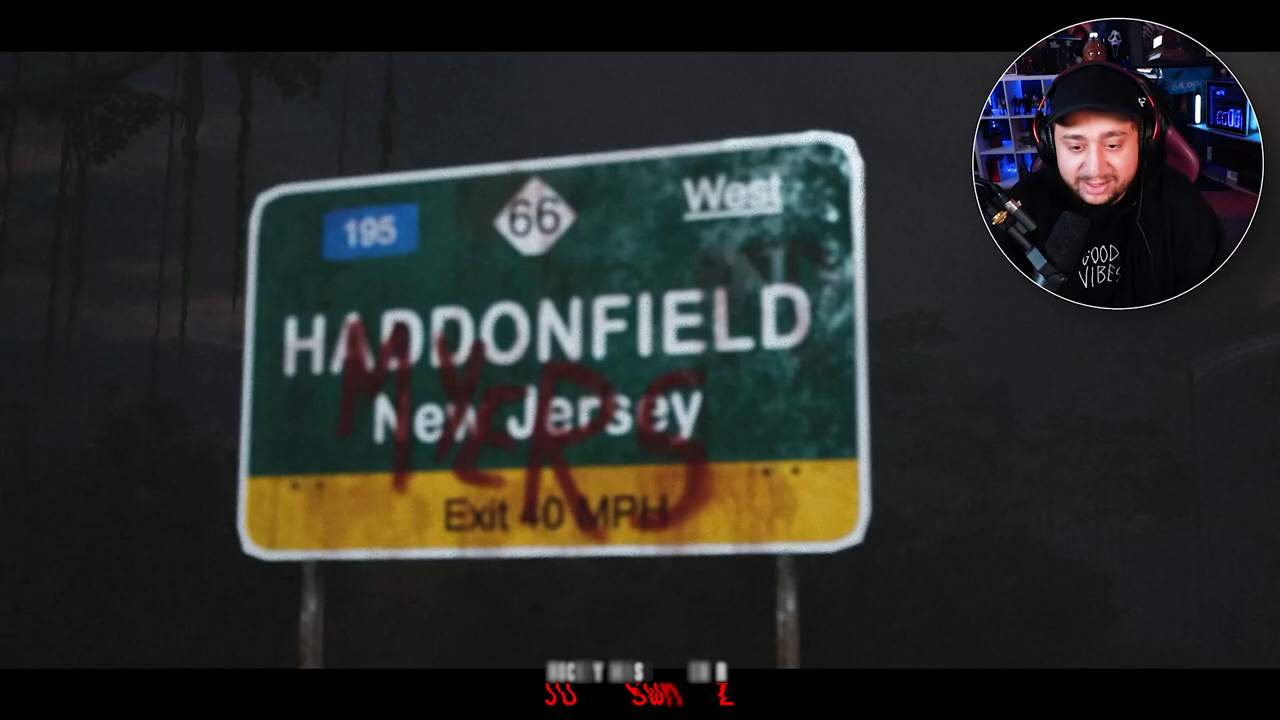 195
66
West
HADDONFIELD
MYERS
New Jersey
Exit 40 MPH
GOOD
VIBES